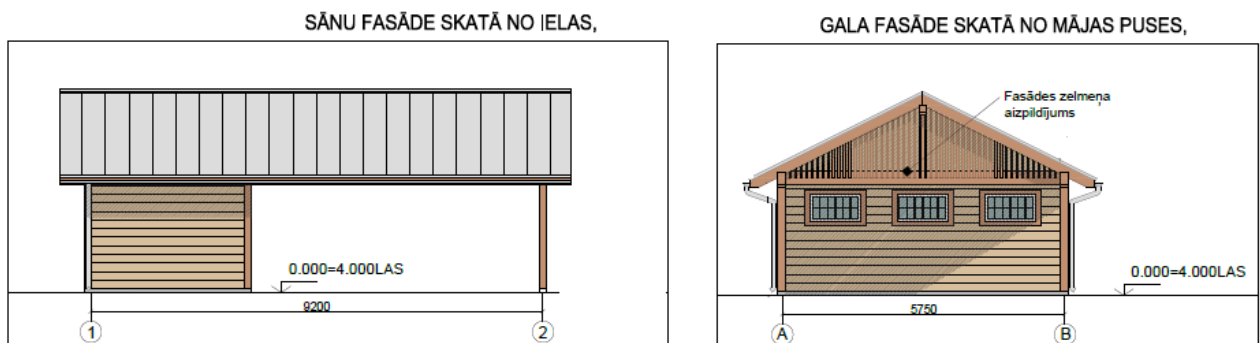 SĀNU FASĀDE SKATĀ NO IELAS,
0.000=4.000LAS
9200
1
2
GALA FASĀDE SKATĀ NO MĀJAS PUSES,
Fasādes zelmeņa
aizpildījums
0.000=4.000LAS
5750
A
B